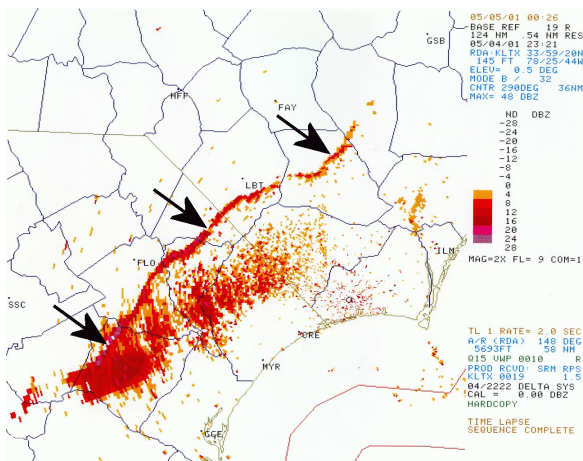 05/05/01 00:26
BASE REF 19 R
124 NM .54 NM RES
05/04/01 23:21
RDA:KLTX 33/59/20N
145 FT 78/25/44W
ELEV= 0.5 DEG
MODE B / 32
CNTR 290DEG 36NM
MAX= 48 DBZ
ND DBZ
-28
-24
-20
-16
-12
-8
-4
0
4
8
12
16
20
24
28
MAG=2X FL= 9 COM=1
TL 1 RATE= 2.0 SEC
A/R (RDA) 148 DEG
5693FT 58 NM
Q15 VWP 0010 R
PROD RCVD: SRM RPS
KLTX 0019 1.5
04/2222 DELTA SYS
CAL = 0.00 DBZ
HARDCOPY
TIME LAPSE
SEQUENCE COMPLETE
GSB
HFF
FAY
LBT
FLO
ILM
SSC
CRE
MYR
GGE